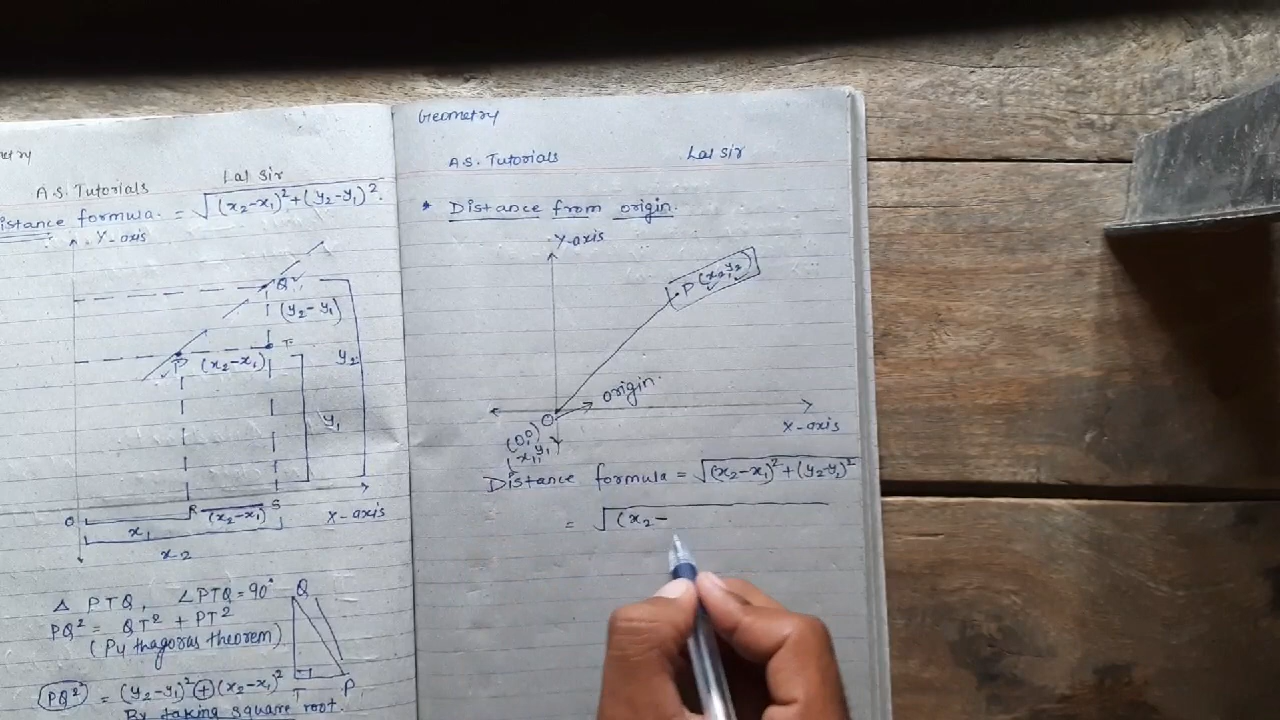 etry
A.S. Tutorials Lal Sir
istance formula. = √(x₂-x₁)²+(y₂-y₁)².
Y-axis
Q
(y₂-y₁)
T
P (x₂-x₁)
y₂
y₁
R (x₂-x₁) S
O
X-axis
x₁
x₂
△ PTQ, ∠PTQ=90°
PQ² = QT² + PT²
(Pythagoras theorem)
Q
T P
PQ² = (y₂-y₁)²+(x₂-x₁)²
By taking square root.
Geometry
A.S. Tutorials Lal Sir
* Distance from origin.
Y-axis
P(x₂,y₂)
origin.
O
X-axis
(0,0)
x₁,y₁
Distance formula = √(x₂-x₁)²+(y₂-y₁)²
= √(x₂-